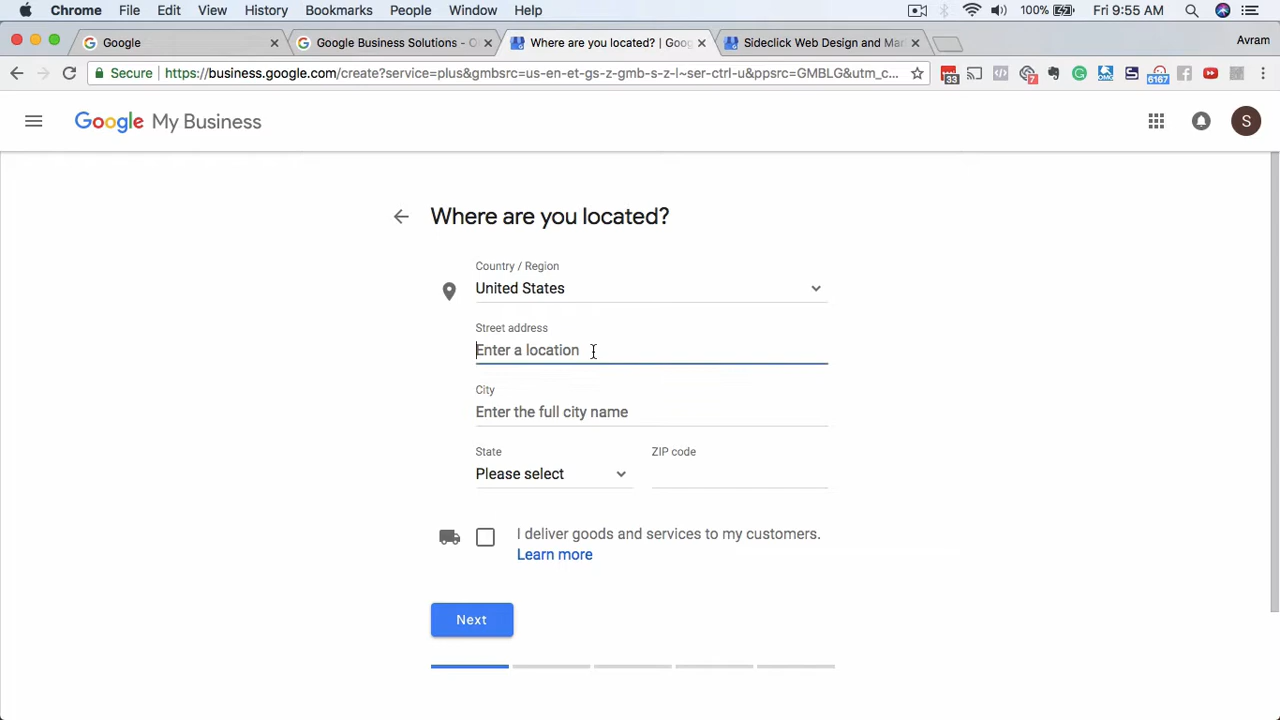 Chrome File Edit View History Bookmarks People Window Help 100% Fri 9:55 AM
Google Google Business Solutions - O Where are you located? | Goog Sideclick Web Design and Mar Avram
Secure https://business.google.com/create?service=plus&gmbsrc=us-en-et-gs-z-gmb-s-z-l~ser-ctrl-u&ppsrc=GMBLG&utm_c... 33 7 6167
Google My Business S
Where are you located?
Country / Region
United States
Street address
Enter a location
City
Enter the full city name
State ZIP code
Please select
I deliver goods and services to my customers.
Learn more
Next